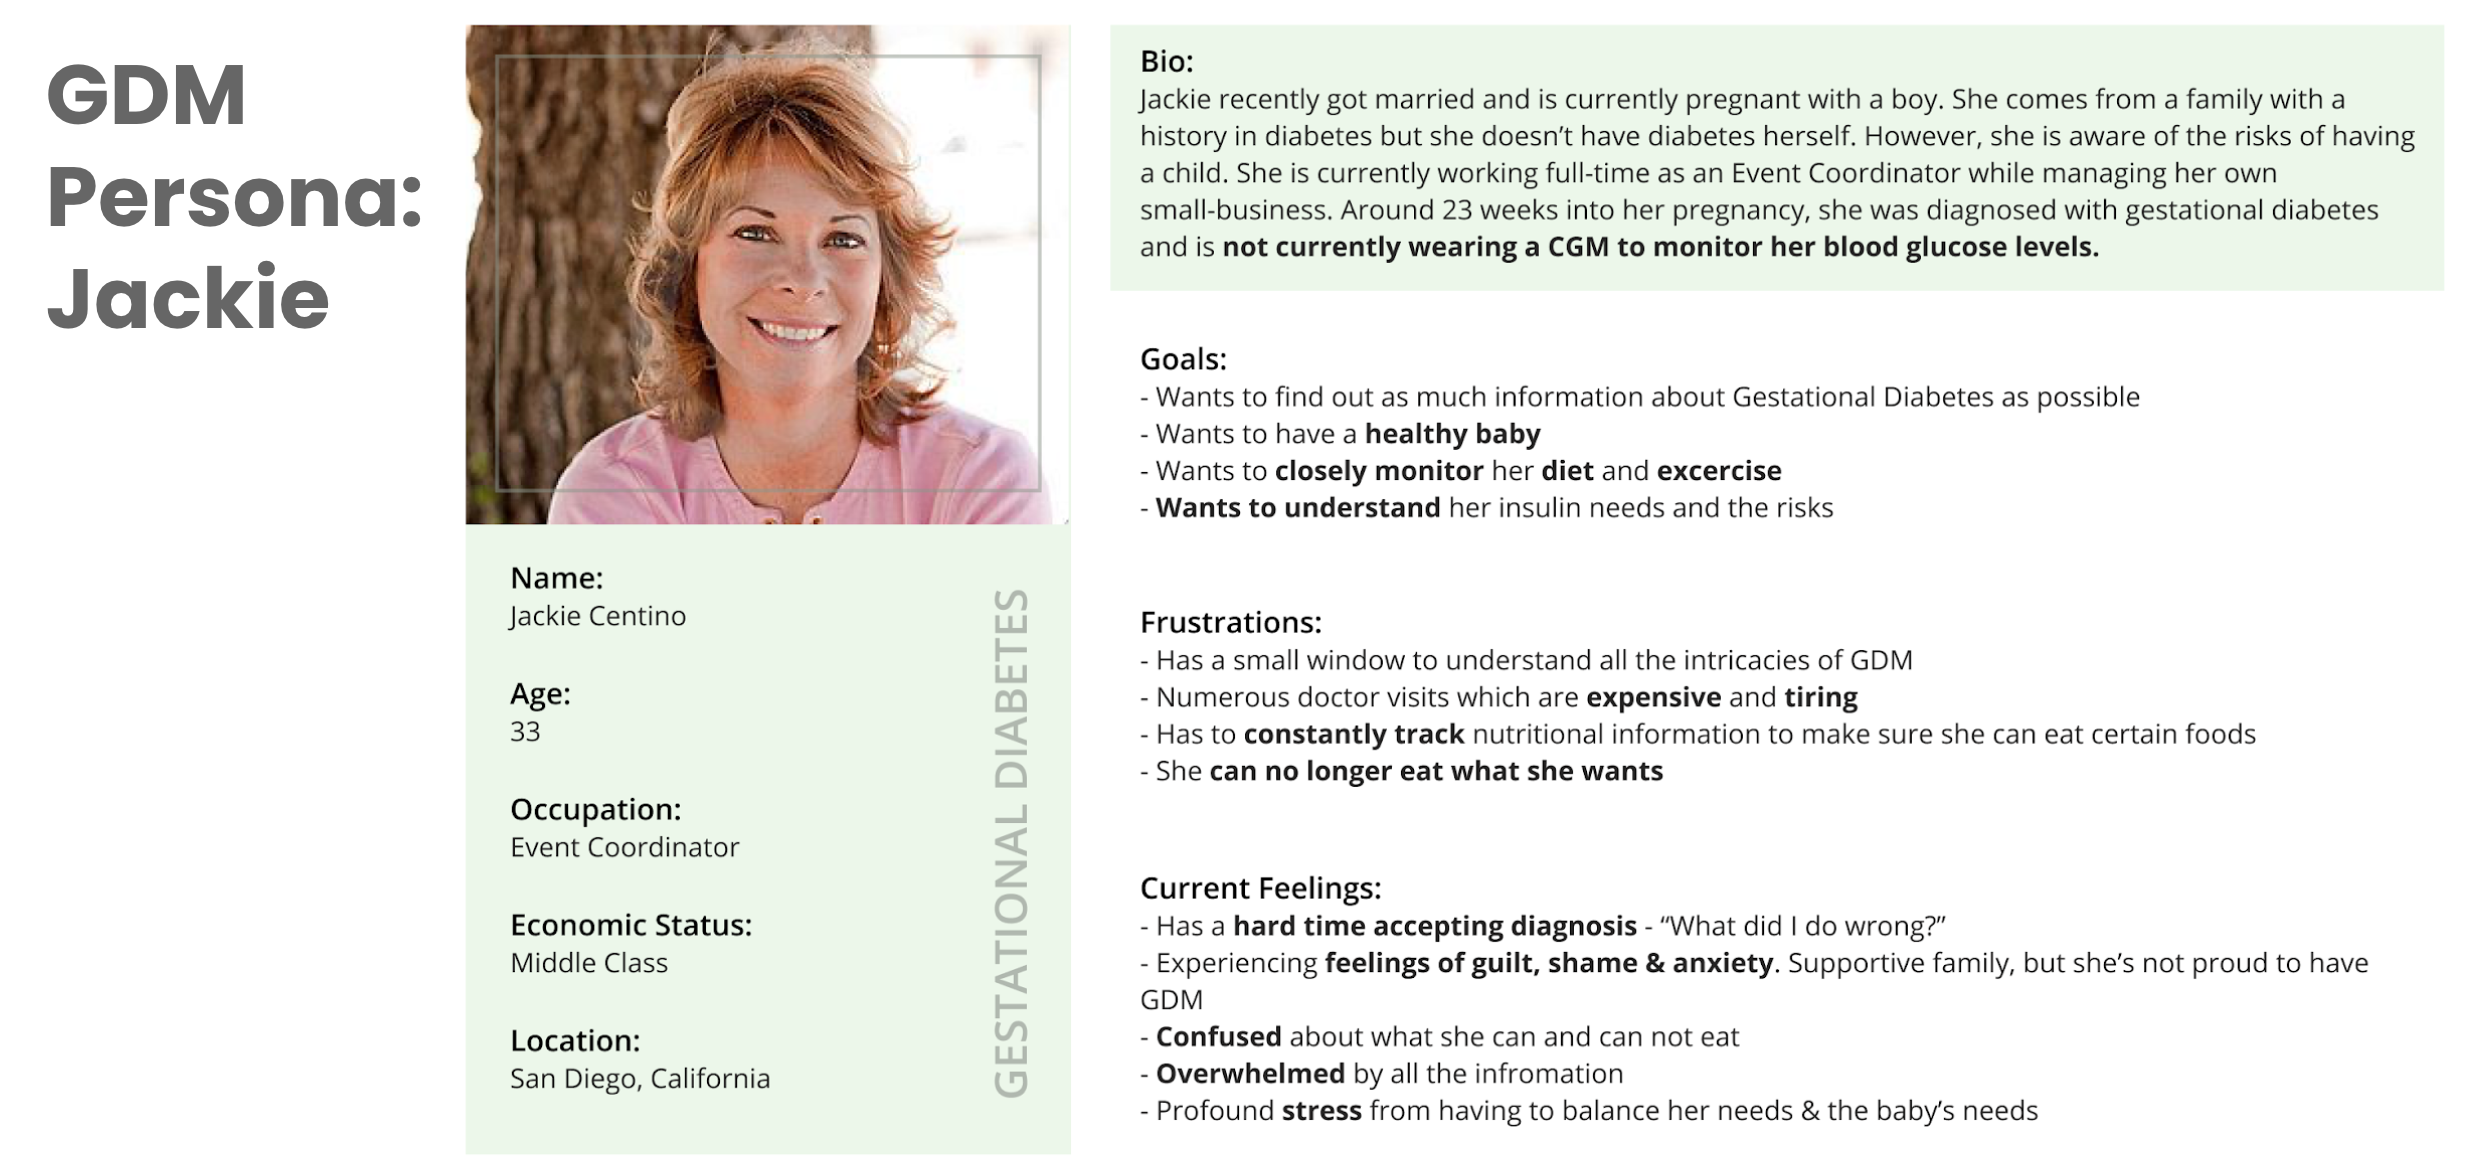 GDM
Persona:
Jackie
Name:
Jackie Centino
Age:
33
Occupation:
Event Coordinator
Economic Status:
Middle Class
Location:
San Diego, California
GESTATIONAL DIABETES
Bio:
Jackie recently got married and is currently pregnant with a boy. She comes from a family with a
history in diabetes but she doesn’t have diabetes herself. However, she is aware of the risks of having
a child. She is currently working full-time as an Event Coordinator while managing her own
small-business. Around 23 weeks into her pregnancy, she was diagnosed with gestational diabetes
and is not currently wearing a CGM to monitor her blood glucose levels.
Goals:
- Wants to find out as much information about Gestational Diabetes as possible
- Wants to have a healthy baby
- Wants to closely monitor her diet and excercise
- Wants to understand her insulin needs and the risks
Frustrations:
- Has a small window to understand all the intricacies of GDM
- Numerous doctor visits which are expensive and tiring
- Has to constantly track nutritional information to make sure she can eat certain foods
- She can no longer eat what she wants
Current Feelings:
- Has a hard time accepting diagnosis - “What did I do wrong?”
- Experiencing feelings of guilt, shame & anxiety. Supportive family, but she’s not proud to have
GDM
- Confused about what she can and can not eat
- Overwhelmed by all the infromation
- Profound stress from having to balance her needs & the baby’s needs